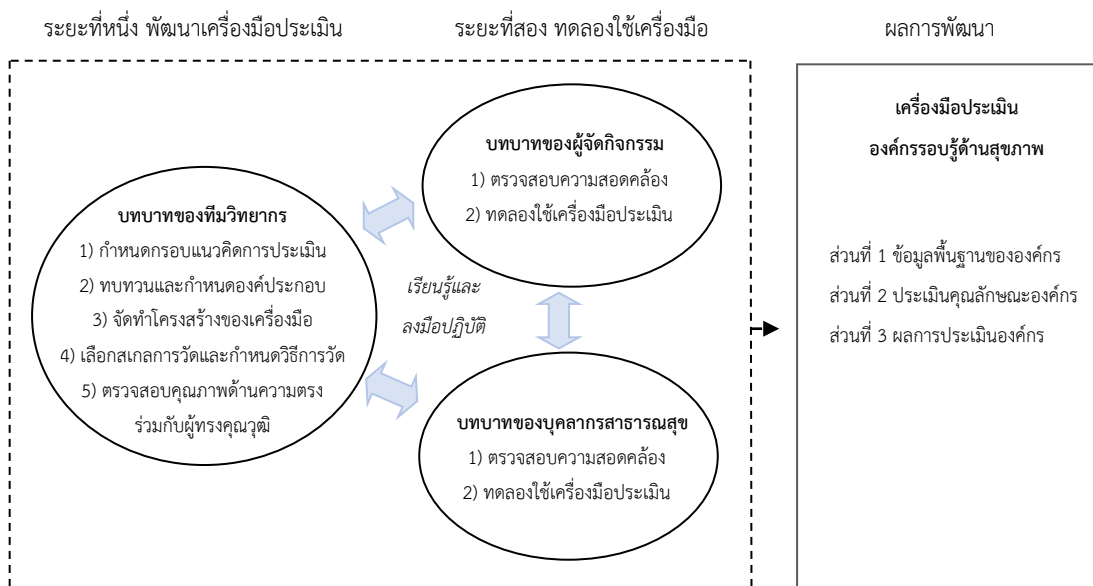 ระยะที่หนึ่ง พัฒนาเครื่องมือประเมิน
ระยะที่สอง ทดลองใช้เครื่องมือ
ผลการพัฒนา
บทบาทของทีมวิทยากร
1) กำหนดกรอบแนวคิดการประเมิน
2) ทบทวนและกำหนดองค์ประกอบ
3) จัดทำโครงสร้างของเครื่องมือ
4) เลือกสเกลการวัดและกำหนดวิธีการวัด
5) ตรวจสอบคุณภาพด้านความตรง
ร่วมกับผู้ทรงคุณวุฒิ
บทบาทของผู้จัดกิจกรรม
1) ตรวจสอบความสอดคล้อง
2) ทดลองใช้เครื่องมือประเมิน
เรียนรู้และ
ลงมือปฏิบัติ
บทบาทของบุคลากรสาธารณสุข
1) ตรวจสอบความสอดคล้อง
2) ทดลองใช้เครื่องมือประเมิน
เครื่องมือประเมิน
องค์กรรอบรู้ด้านสุขภาพ
ส่วนที่ 1 ข้อมูลพื้นฐานขององค์กร
ส่วนที่ 2 ประเมินคุณลักษณะองค์กร
ส่วนที่ 3 ผลการประเมินองค์กร